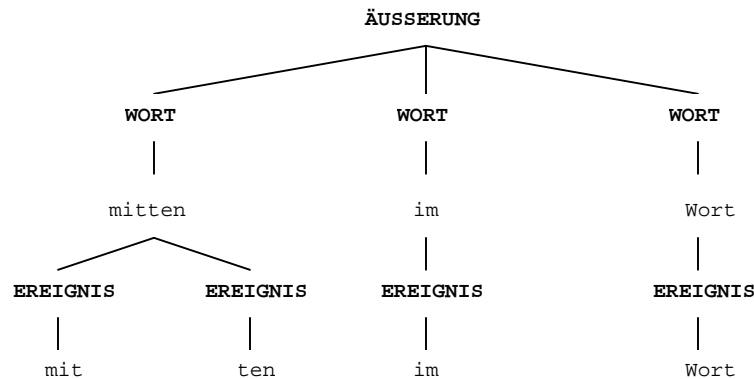 ÄUSSERUNG
WORT WORT WORT
mitten im Wort
EREIGNIS EREIGNIS EREIGNIS EREIGNIS
mit ten im Wort